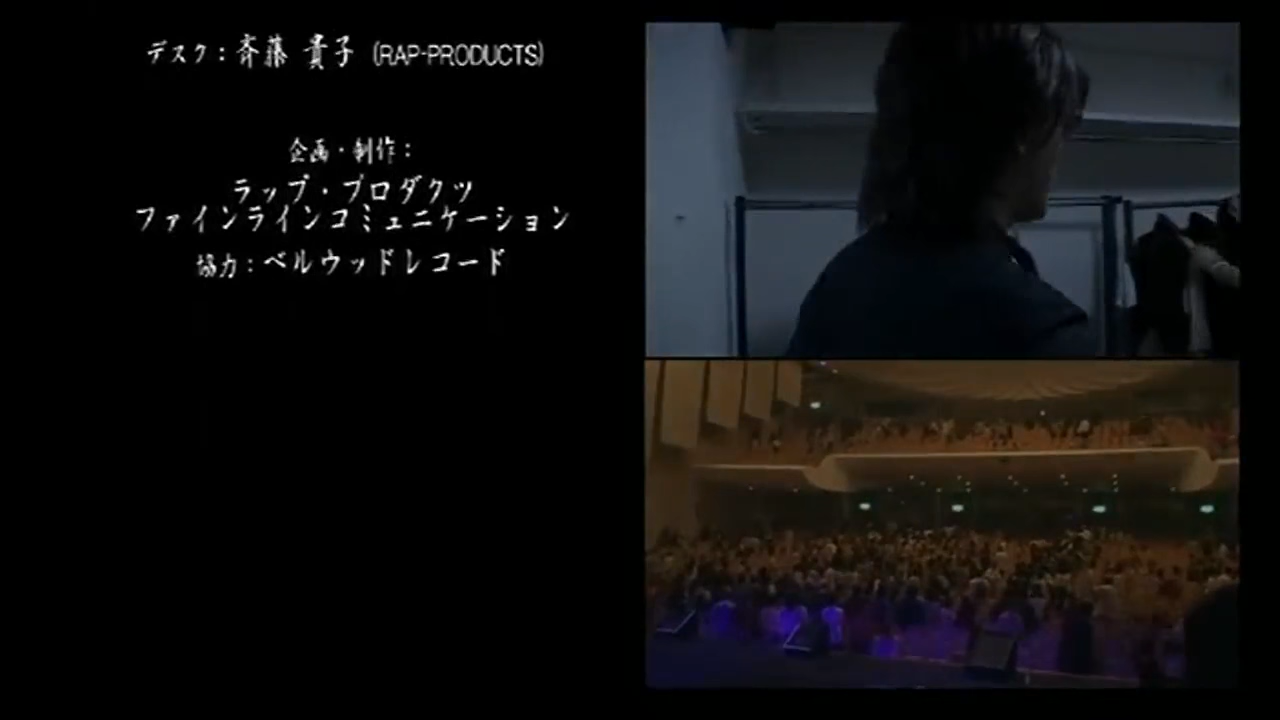 デスク：斉藤 貴子 (RAP-PRODUCTS)
企画・制作：
ラップ・プロダクツ
ファインラインコミュニケーション
協力：ベルウッドレコード